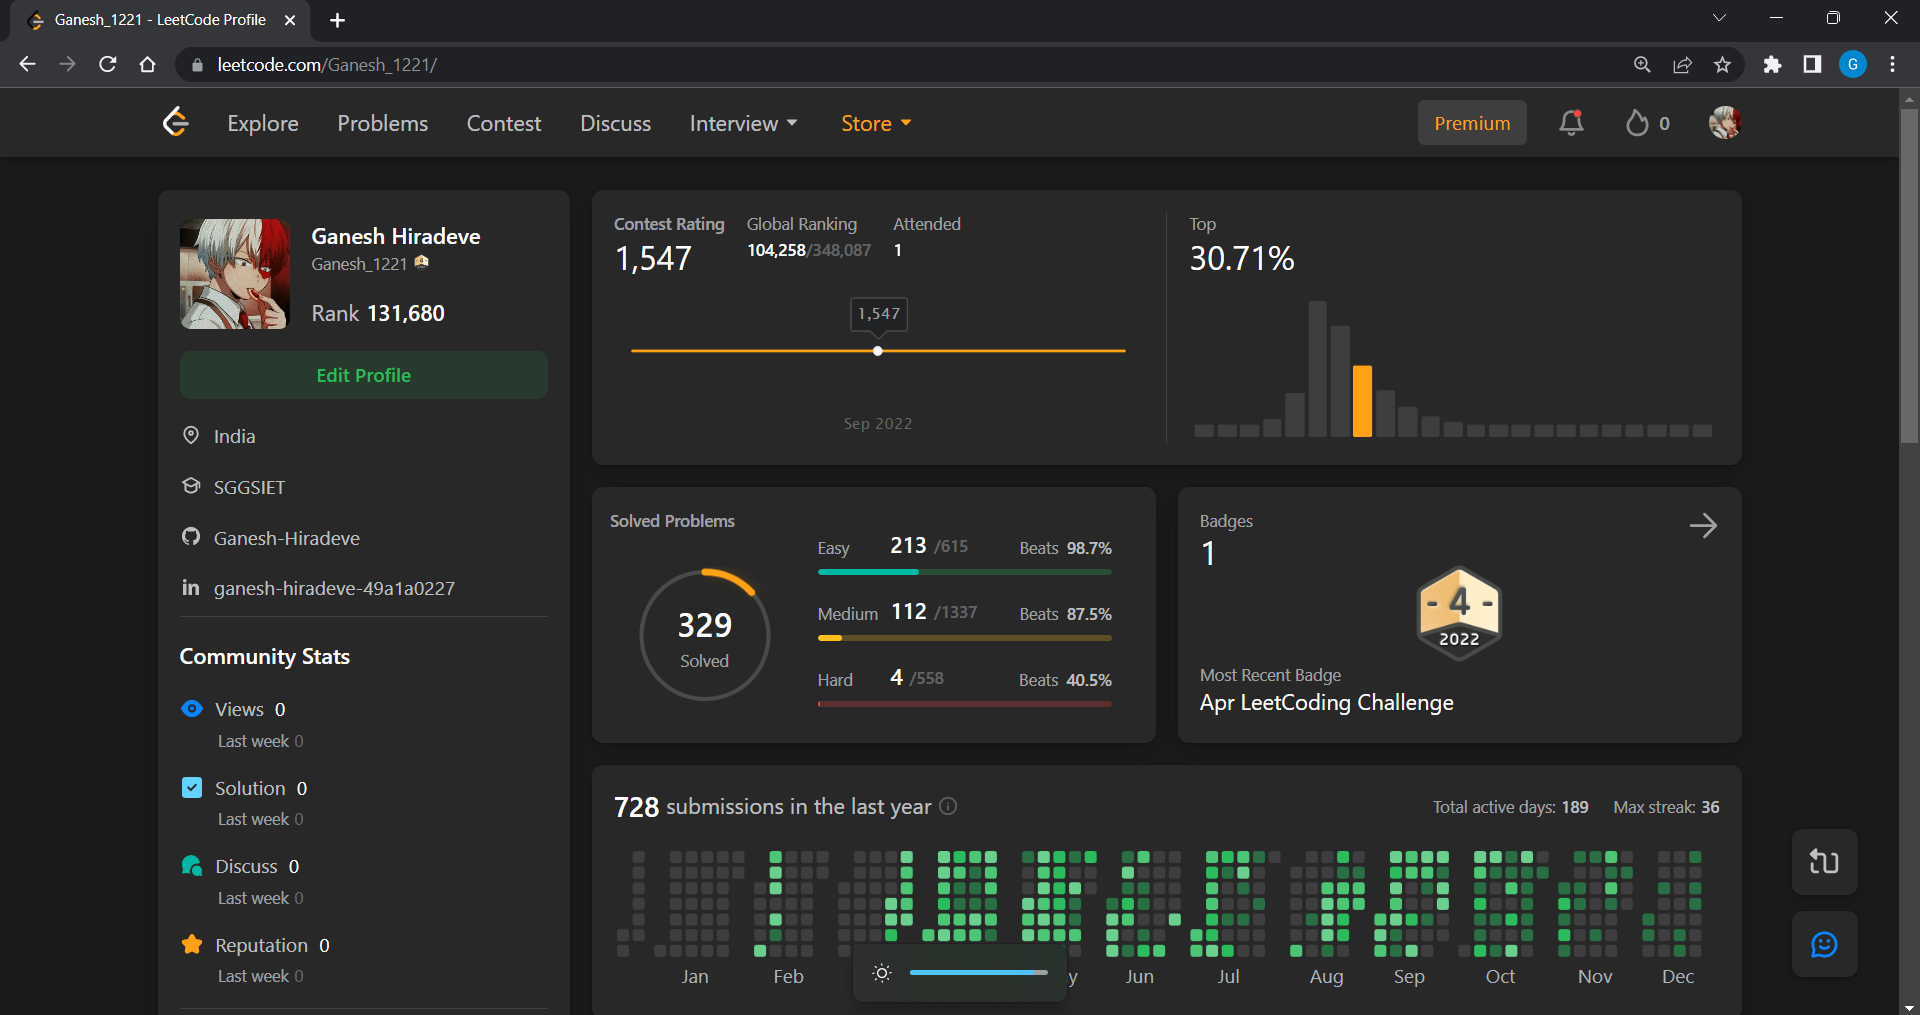 Ganesh_1221 - LeetCode Profile
leetcode.com/Ganesh_1221/
G
Explore Problems Contest Discuss Interview Store Premium 0
Ganesh Hiradeve
Ganesh_1221
Rank 131,680
Edit Profile
India
SGGSIET
Ganesh-Hiradeve
in ganesh-hiradeve-49a1a0227
Community Stats
Views 0
Last week 0
Solution 0
Last week 0
Discuss 0
Last week 0
Reputation 0
Last week 0
Contest Rating Global Ranking Attended
1,547 104,258/348,087 1
1,547
Sep 2022
Top
30.71%
Solved Problems
329
Solved
Easy 213 /615 Beats 98.7%
Medium 112 /1337 Beats 87.5%
Hard 4 /558 Beats 40.5%
Badges
1
- 4 -
2022
Most Recent Badge
Apr LeetCoding Challenge
728 submissions in the last year Total active days: 189 Max streak: 36
Jan Feb y Jun Jul Aug Sep Oct Nov Dec